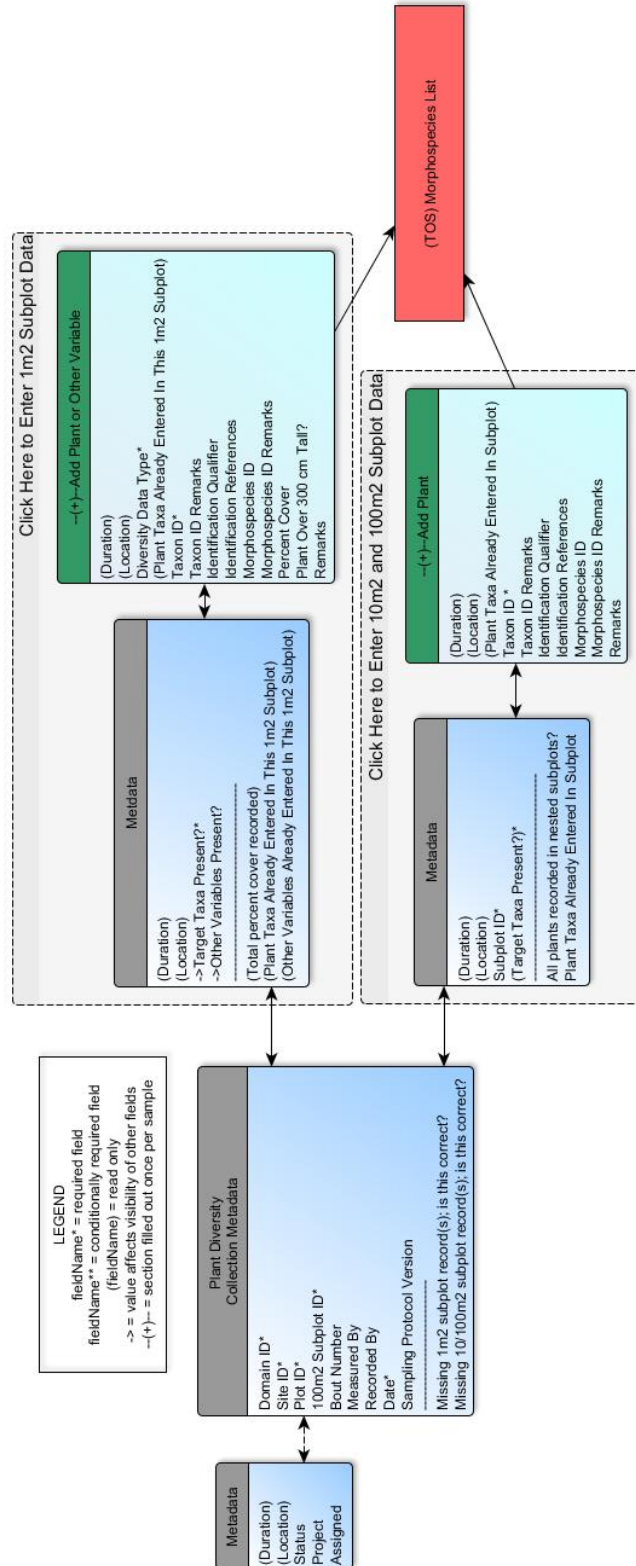 LEGEND
fieldName* = required field
fieldName** = conditionally required field
(fieldName) = read only
-> = value affects visibility of other fields
--(+)-- = section filled out once per sample
Metadata
(Duration)
(Location)
Status
Project
Assigned
Plant Diversity
Collection Metadata
Domain ID*
Site ID*
Plot ID*
100m2 Subplot ID*
Bout Number
Measured By
Recorded By
Date*
Sampling Protocol Version
-----------------------
Missing 1m2 subplot record(s); is this correct?
Missing 10/100m2 subplot record(s); is this correct?
Click Here to Enter 1m2 Subplot Data
Metdata
(Duration)
(Location)
->Target Taxa Present?*
->Other Variables Present?
-----------------------
(Total percent cover recorded)
(Plant Taxa Already Entered In This 1m2 Subplot)
(Other Variables Already Entered In This 1m2 Subplot)
--(+)--Add Plant or Other Variable
(Duration)
(Location)
Diversity Data Type*
(Plant Taxa Already Entered In This 1m2 Subplot)
Taxon ID*
Taxon ID Remarks
Identification Qualifier
Identification References
Morphospecies ID
Morphospecies ID Remarks
Percent Cover
Plant Over 300 cm Tall?
Remarks
Click Here to Enter 10m2 and 100m2 Subplot Data
Metadata
(Duration)
(Location)
Subplot ID*
(Target Taxa Present?)*
-----------------------
All plants recorded in nested subplots?
Plant Taxa Already Entered In Subplot
--(+)--Add Plant
(Duration)
(Location)
(Plant Taxa Already Entered In Subplot)
Taxon ID *
Taxon ID Remarks
Identification Qualifier
Identification References
Morphospecies ID
Morphospecies ID Remarks
Remarks
(TOS) Morphospecies List